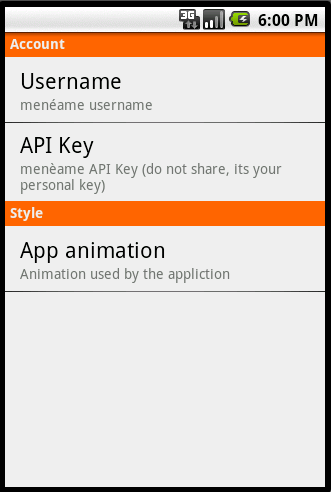 3G 6:00 PM
Account
Username
menéame username
API Key
menèame API Key (do not share, its your
personal key)
Style
App animation
Animation used by the appliction